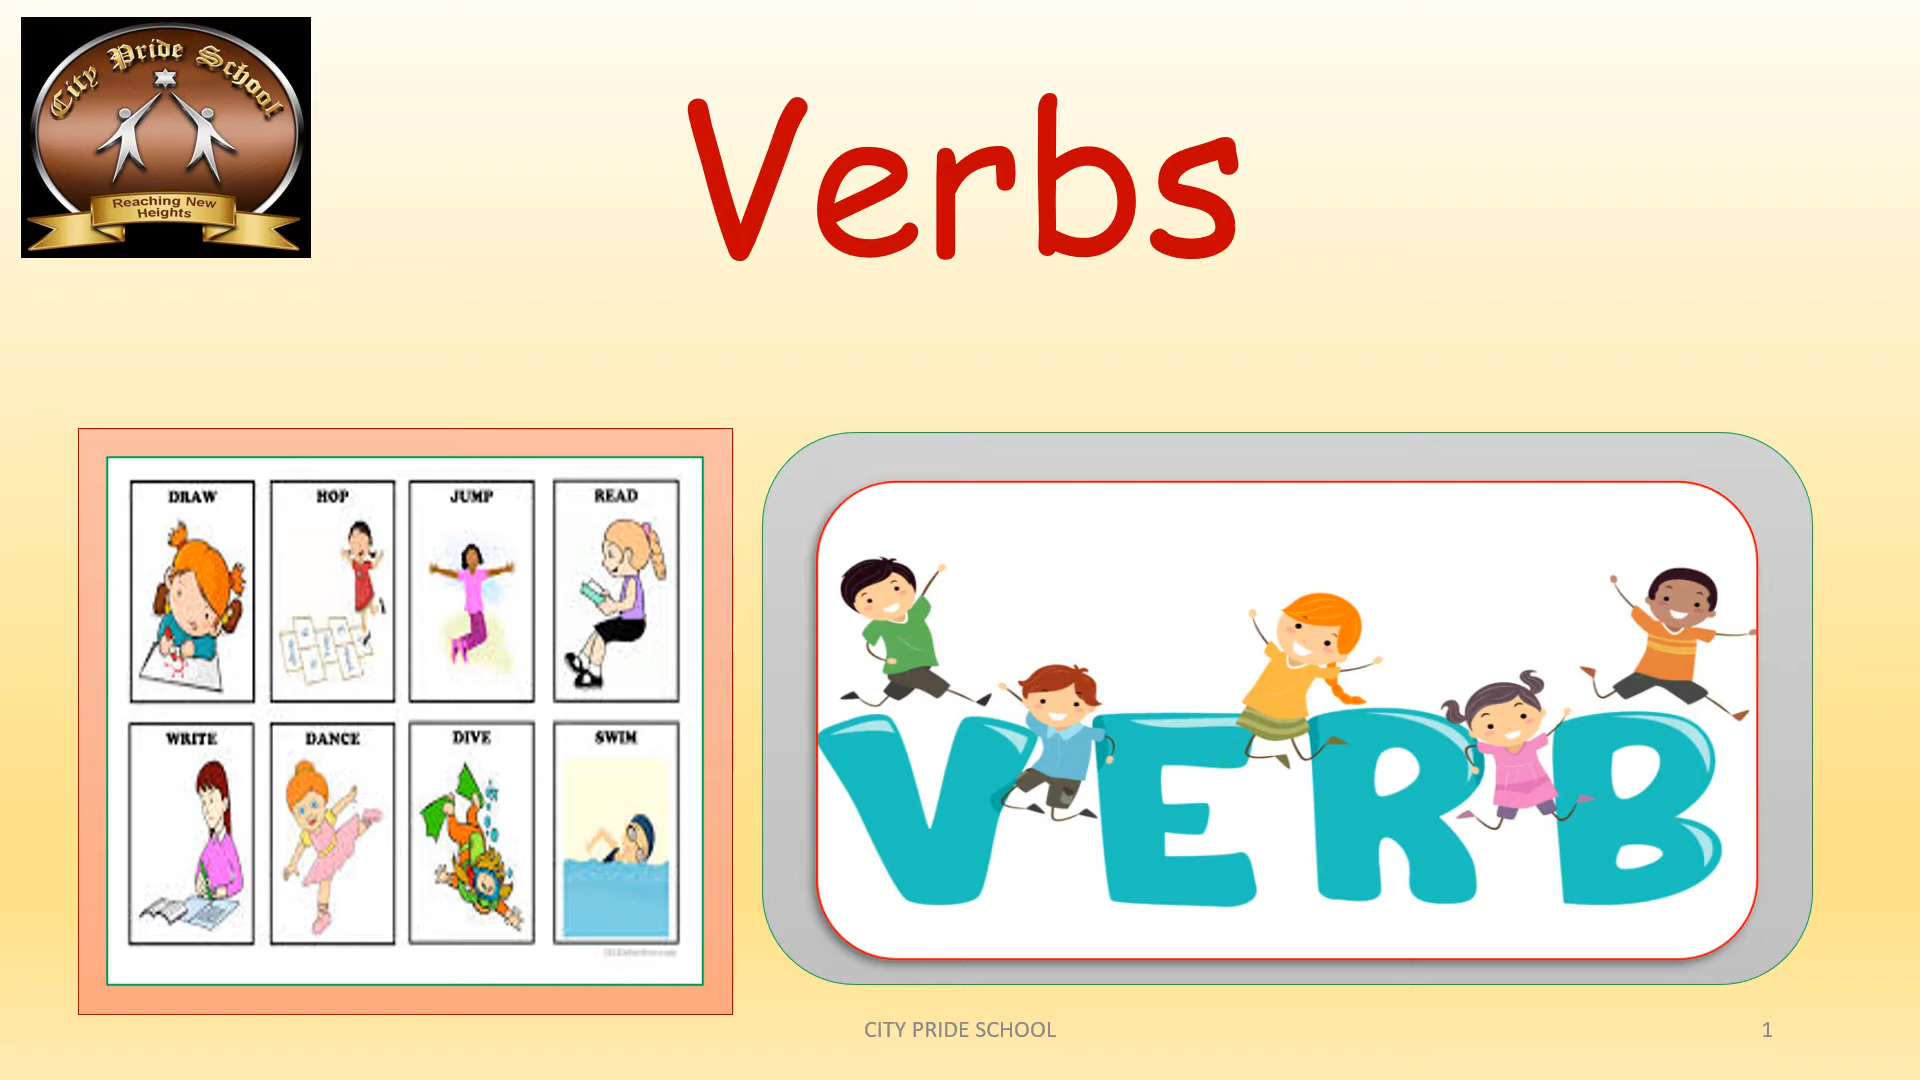 City Pride School
Reaching New
Heights
Verbs
DRAW HOP JUMP READ
WRITE DANCE DIVE SWIM
VERB
CITY PRIDE SCHOOL
1